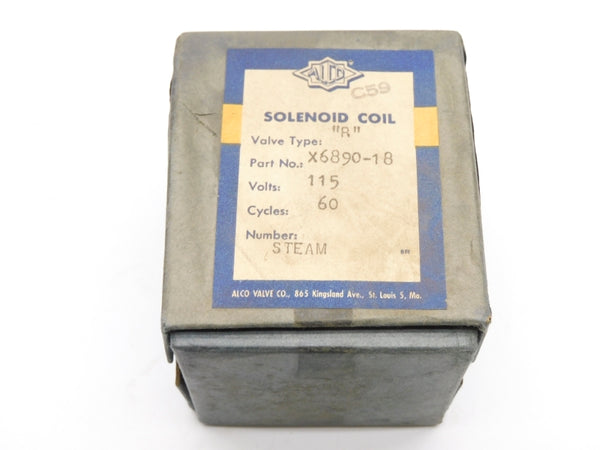 ALCO
C59
SOLENOID COIL
Valve Type: "R"
Part No.: X6890-18
Volts: 115
Cycles: 60
Number:
STEAM
ALCO VALVE CO., 865 Kingsland Ave., St. Louis 5, Mo.